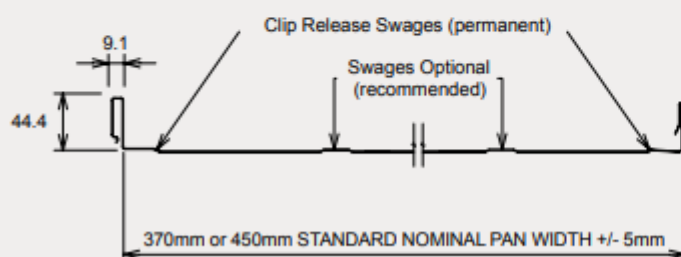 Clip Release Swages (permanent)
9.1
Swages Optional
(recommended)
44.4
370mm or 450mm STANDARD NOMINAL PAN WIDTH +/- 5mm